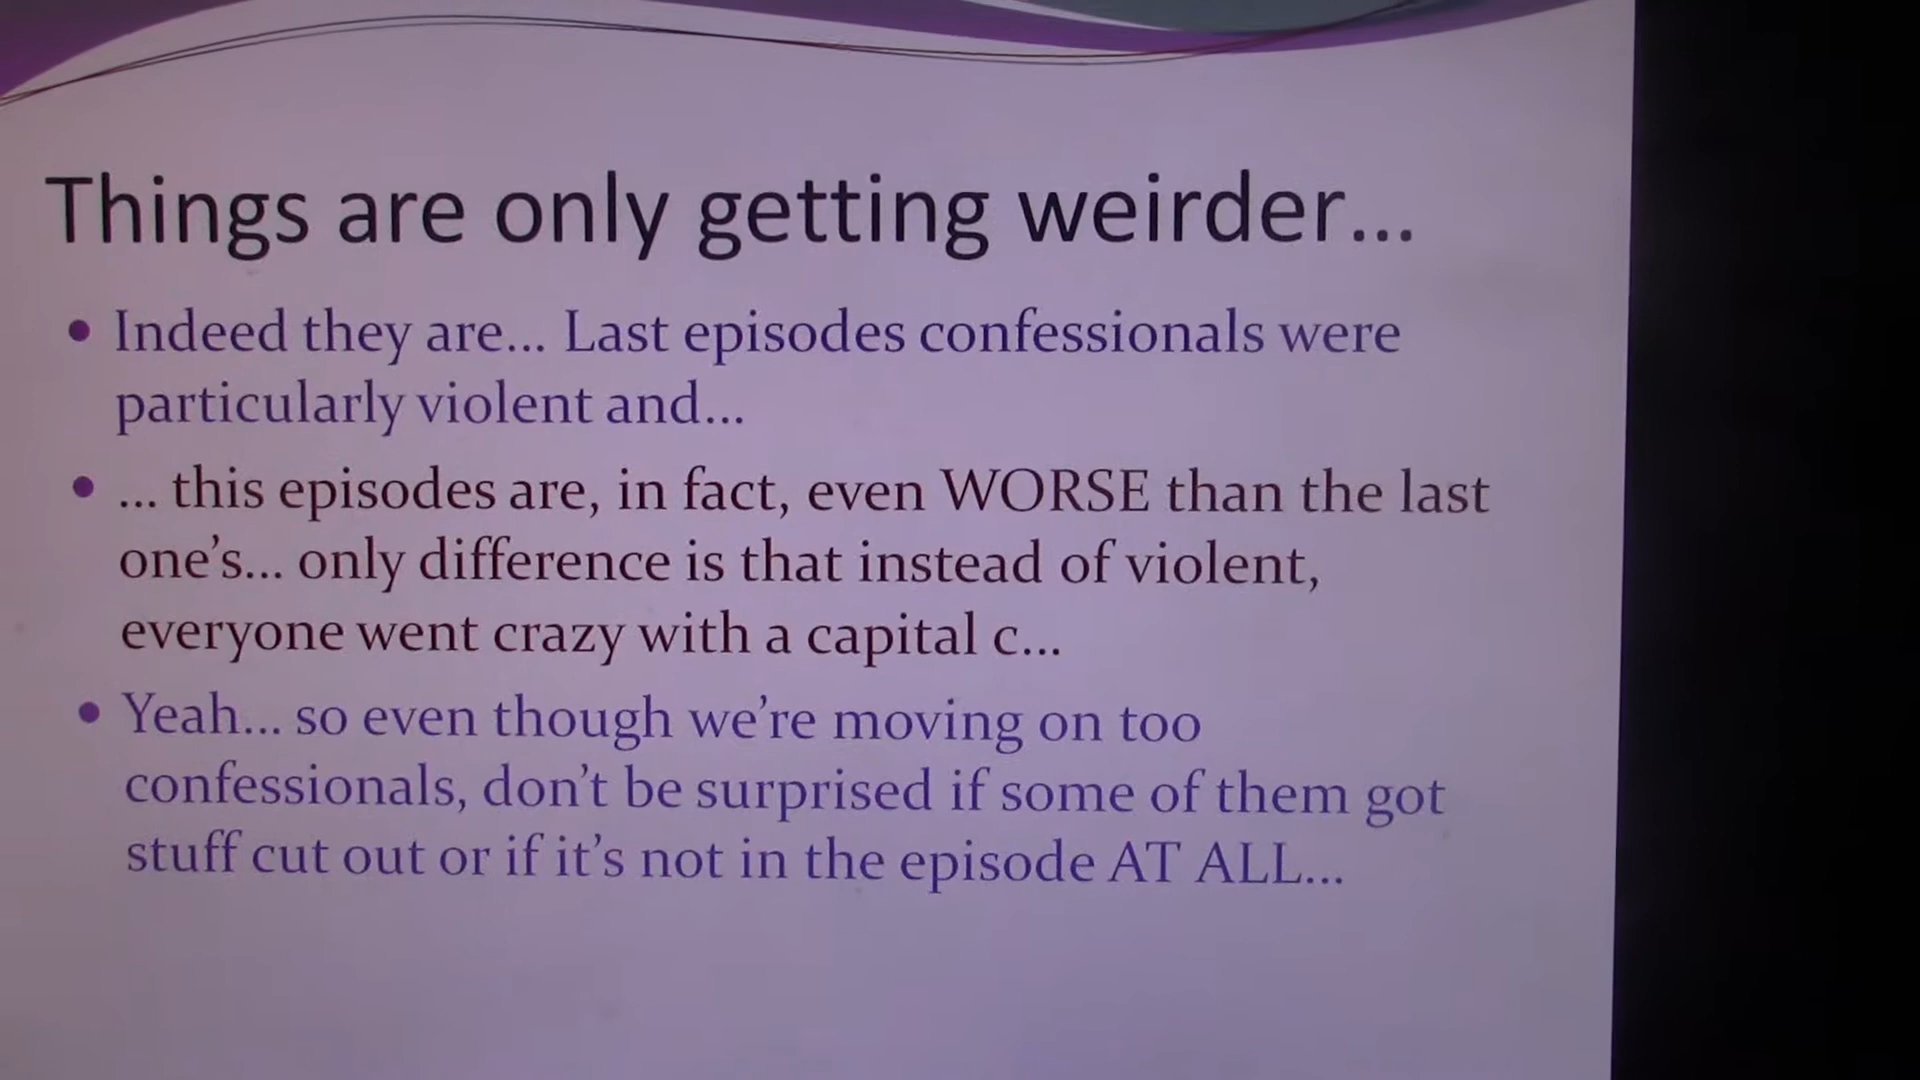 Things are only getting weirder...
• Indeed they are... Last episodes confessionals were
particularly violent and...
• ... this episodes are, in fact, even WORSE than the last
one's... only difference is that instead of violent,
everyone went crazy with a capital c...
• Yeah... so even though we're moving on too
confessionals, don't be surprised if some of them got
stuff cut out or if it's not in the episode AT ALL...